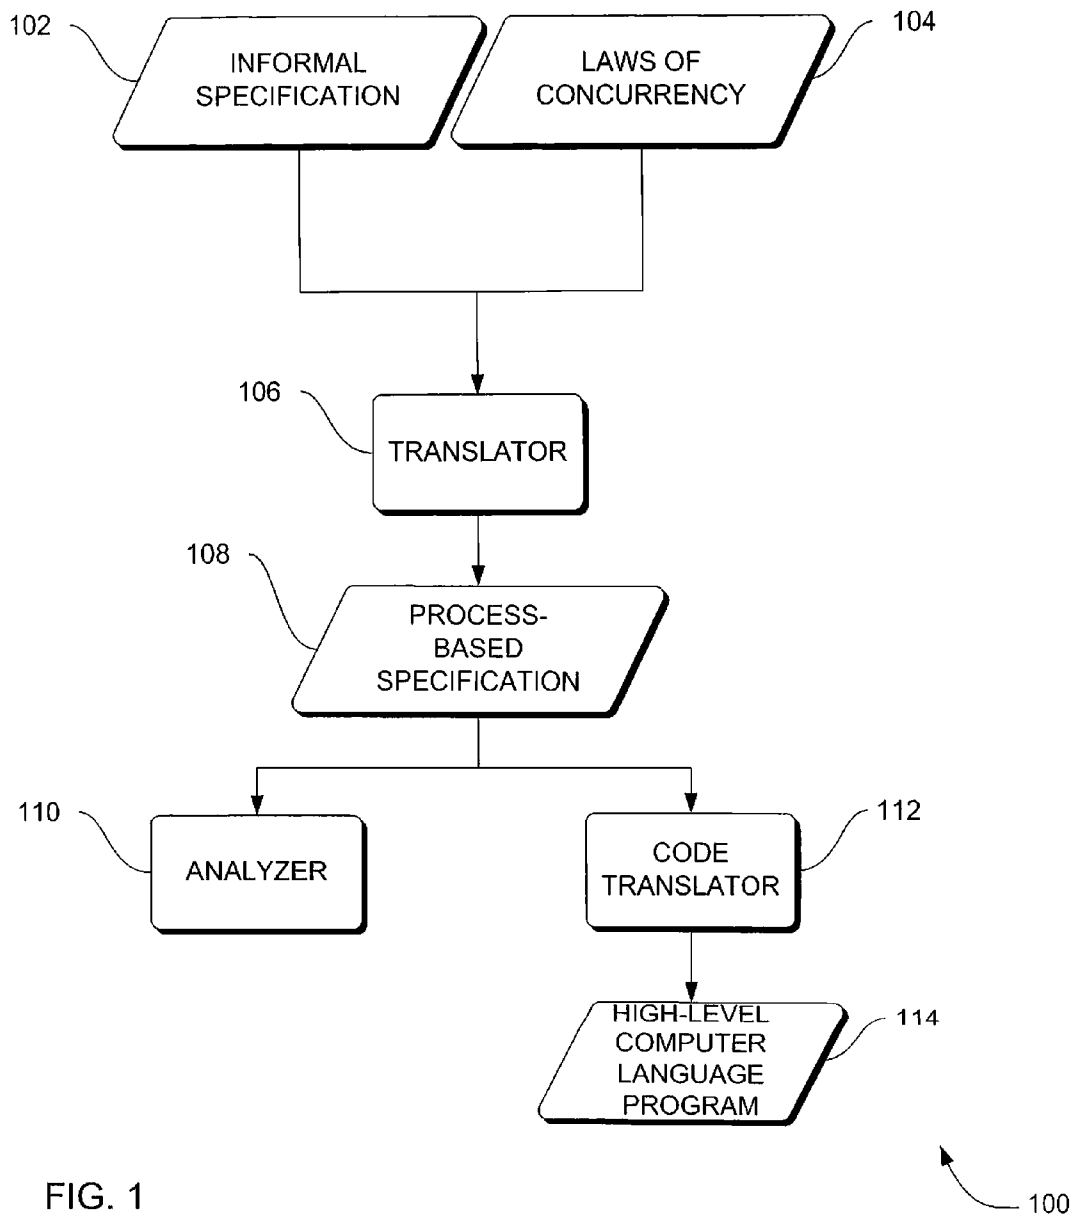 102
INFORMAL
SPECIFICATION
LAWS OF
CONCURRENCY
104
106
TRANSLATOR
108
PROCESS-
BASED
SPECIFICATION
110
ANALYZER
CODE
TRANSLATOR
112
HIGH-LEVEL
COMPUTER
LANGUAGE
PROGRAM
114
FIG. 1
100